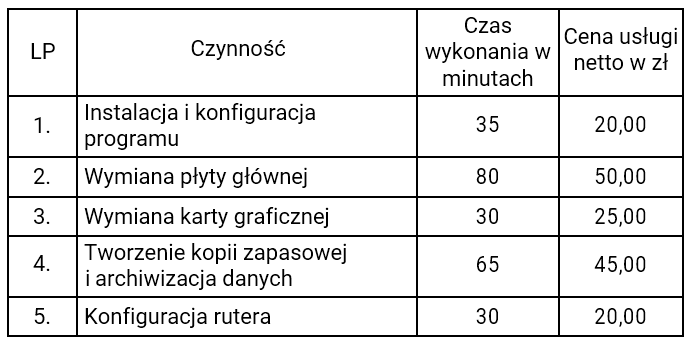 LP
Czynność
Czas
wykonania w
minutach
Cena usługi
netto w zł
1.
Instalacja i konfiguracja
programu
35
20,00
2.
Wymiana płyty głównej
80
50,00
3.
Wymiana karty graficznej
30
25,00
4.
Tworzenie kopii zapasowej
i archiwizacja danych
65
45,00
5.
Konfiguracja rutera
30
20,00